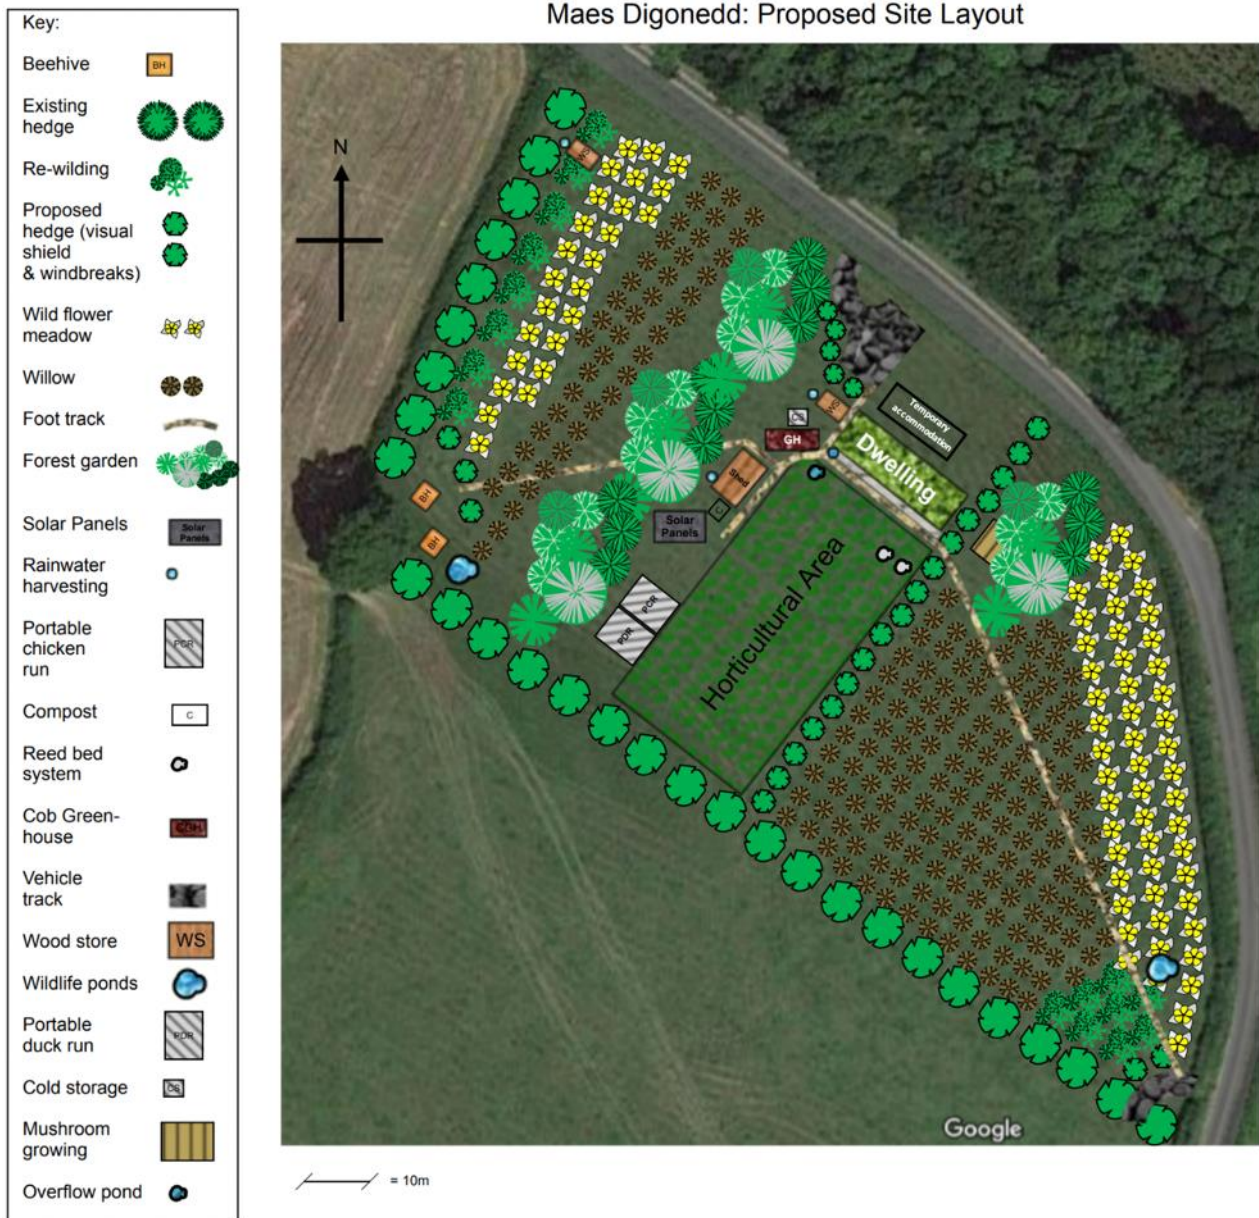 Maes Digonedd: Proposed Site Layout
Key:
Beehive
BH
Existing
hedge
Re-wilding
Proposed
hedge (visual
shield
& windbreaks)
Wild flower
meadow
Willow
Foot track
Forest garden
Solar Panels
Solar
Panels
Rainwater
harvesting
Portable
chicken
run
PCR
Compost
C
Reed bed
system
Cob Green-
house
CGH
Vehicle
track
Wood store
WS
Wildlife ponds
Portable
duck run
PDR
Cold storage
CS
Mushroom
growing
Overflow pond
N
WS
WS
CS
GH
Temporary
accommodation
Dwelling
Shed
C
Solar
Panels
BH
BH
PCR
PDR
Horticultural Area
Google
= 10m